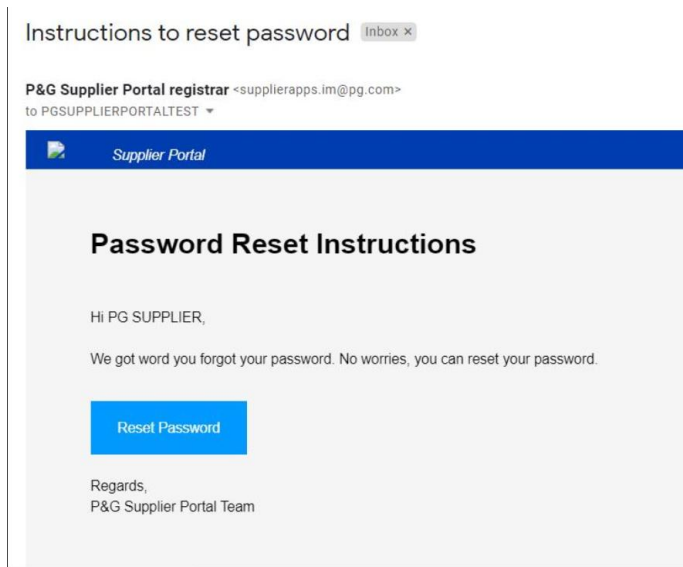 Instructions to reset password Inbox ×
P&G Supplier Portal registrar <supplierapps.im@pg.com>
to PGSUPPLIERPORTALTEST
Supplier Portal
Password Reset Instructions
Hi PG SUPPLIER,
We got word you forgot your password. No worries, you can reset your password.
Reset Password
Regards,
P&G Supplier Portal Team